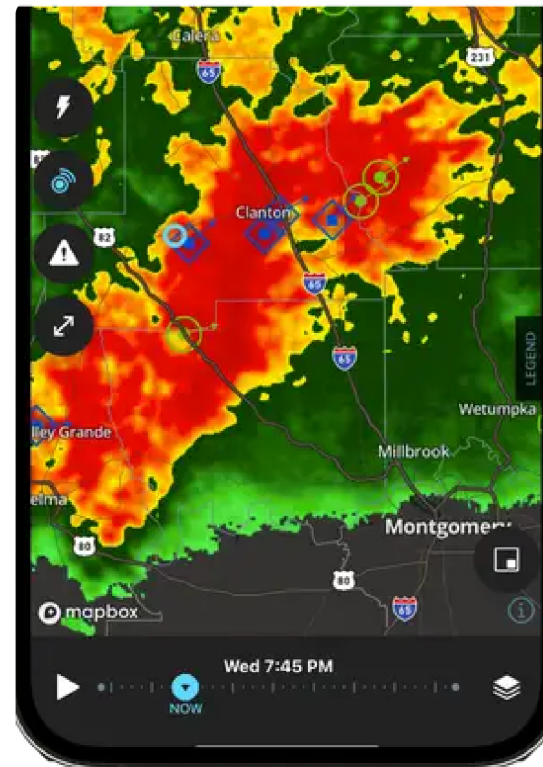 Calera
65
231
82
Clanton
65
65
LEGEND
Wetumpka
lley Grande
Millbrook
elma
Montgomery
80
80
65
mapbox
i
Wed 7:45 PM
NOW